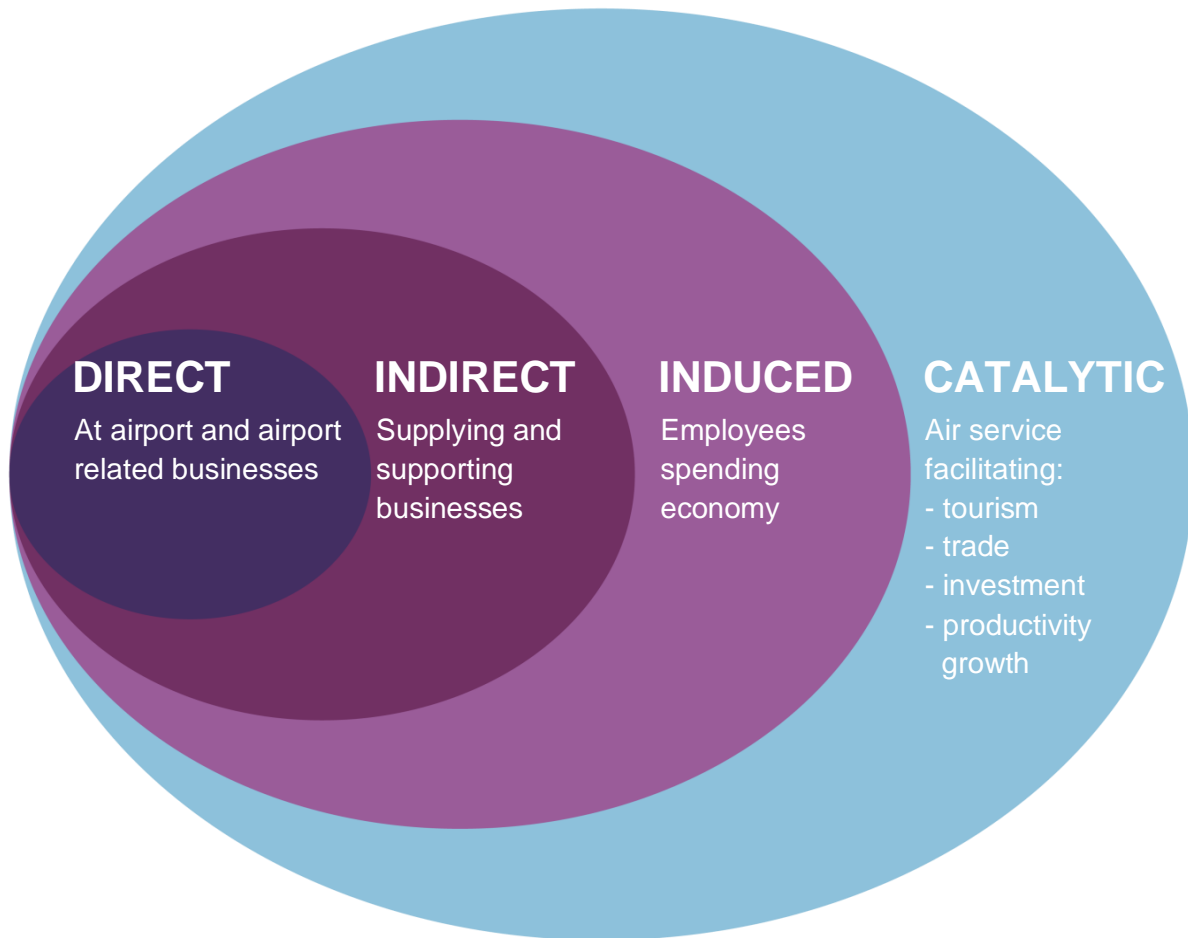 DIRECT
At airport and airport
related businesses
INDIRECT
Supplying and
supporting
businesses
INDUCED
Employees
spending
economy
CATALYTIC
Air service
facilitating:
- tourism
- trade
- investment
- productivity
growth